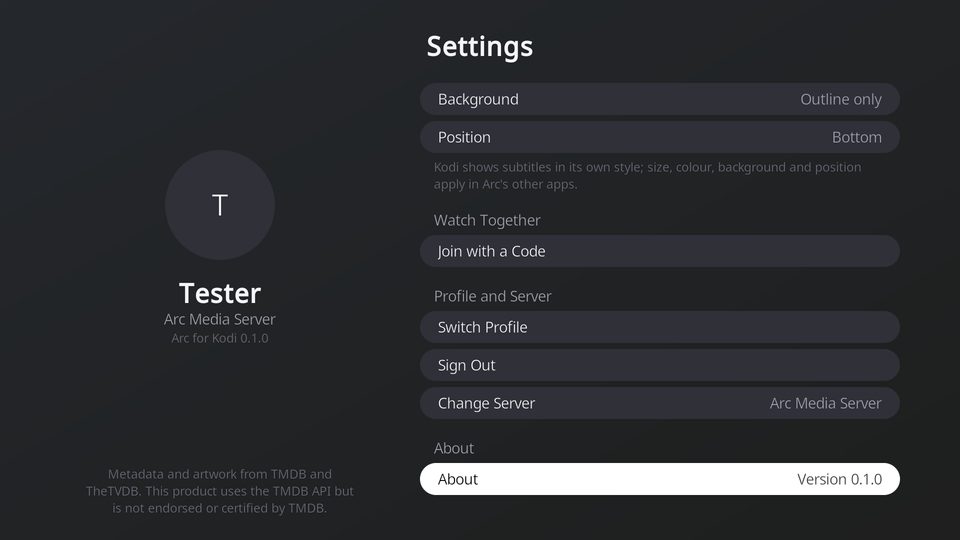 Settings
Background Outline only
Position Bottom
Kodi shows subtitles in its own style; size, colour, background and position
apply in Arc's other apps.
Watch Together
Join with a Code
Profile and Server
Switch Profile
Sign Out
Change Server Arc Media Server
About
About Version 0.1.0
T
Tester
Arc Media Server
Arc for Kodi 0.1.0
Metadata and artwork from TMDB and
TheTVDB. This product uses the TMDB API but
is not endorsed or certified by TMDB.